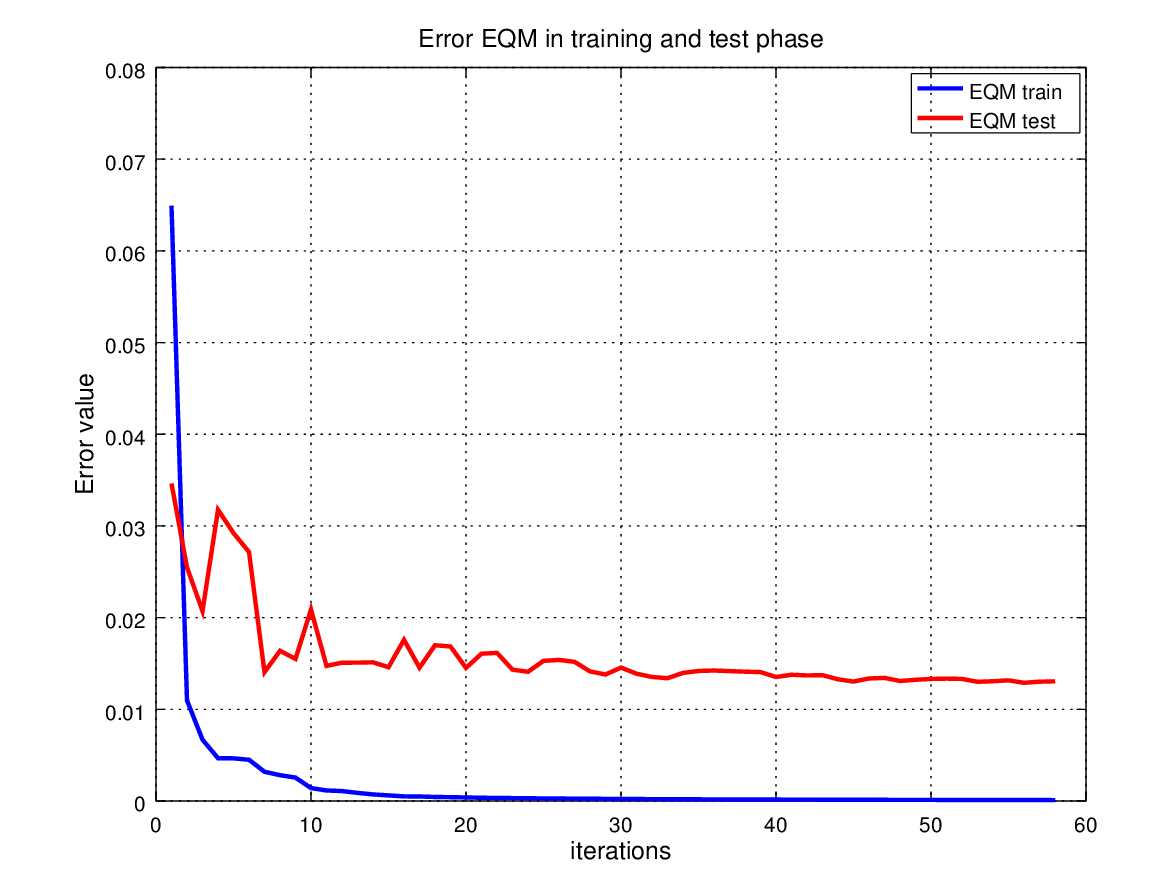 Error EQM in training and test phase
EQM train
EQM test
0.08
0.07
0.06
0.05
0.04
0.03
0.02
0.01
0
Error value
0 10 20 30 40 50 60
iterations